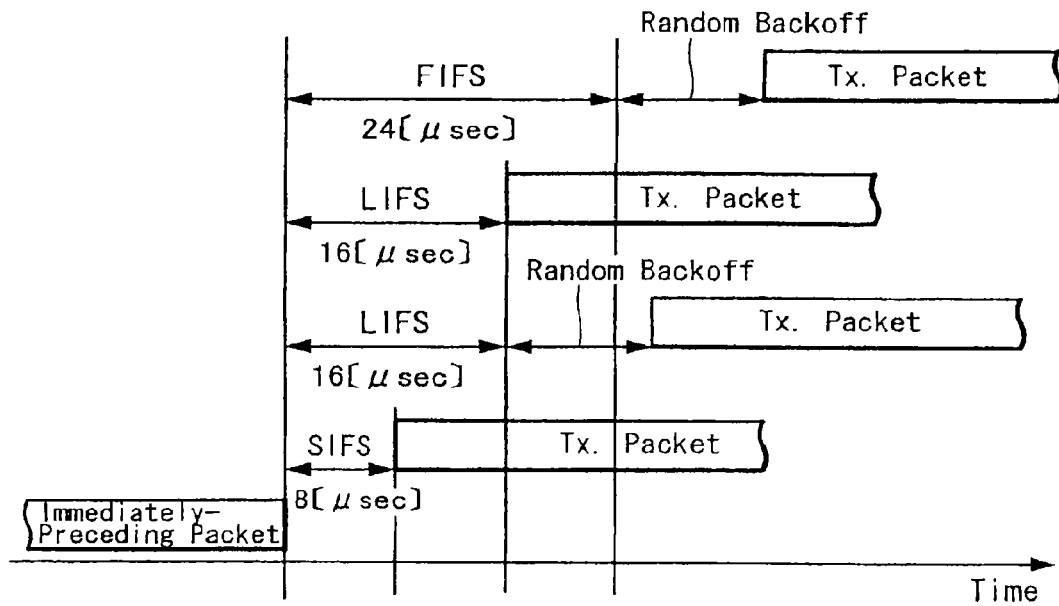 Random Backoff
FIFS
Tx. Packet
24[μsec]
LIFS
Tx. Packet
16[μsec]
Random Backoff
LIFS
Tx. Packet
16[μsec]
SIFS
Tx. Packet
8[μsec]
Immediately-
Preceding Packet
Time